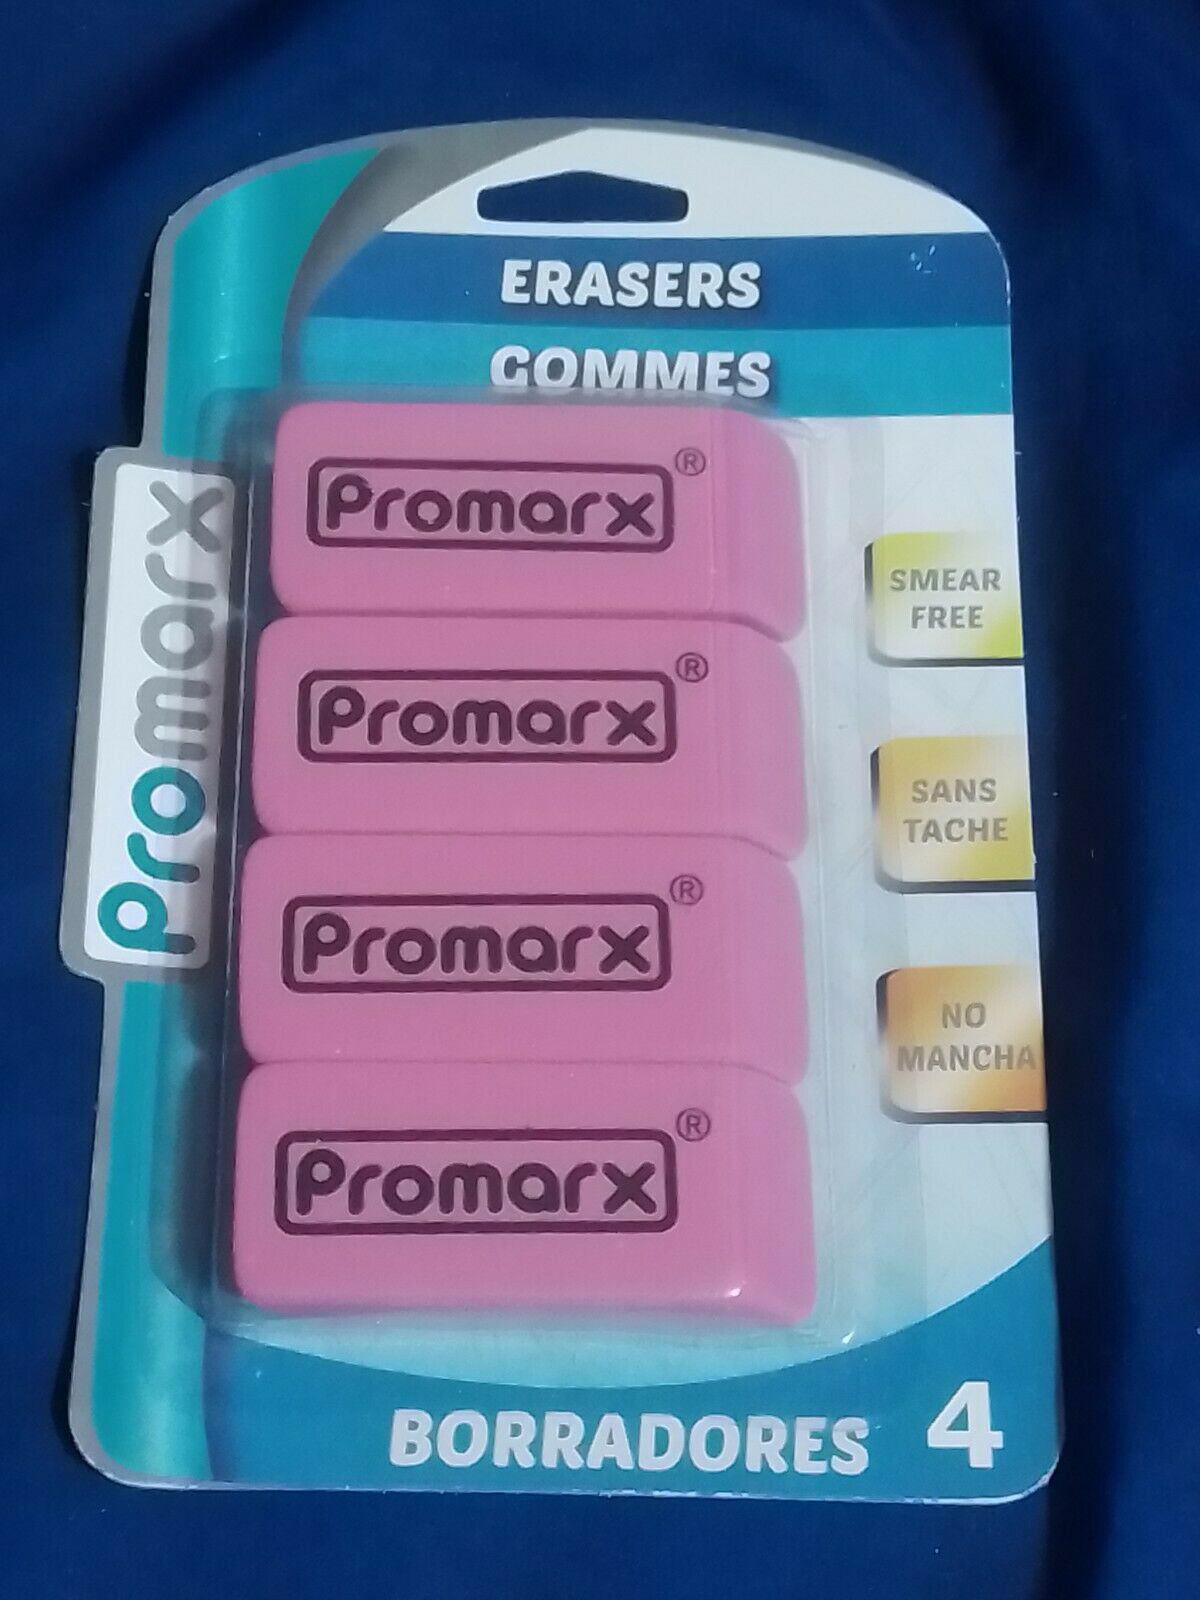 ERASERS
GOMMES
Promarx
Promarx®
Promarx®
Promarx®
Promarx®
SMEAR
FREE
SANS
TACHE
NO
MANCHA
BORRADORES
4